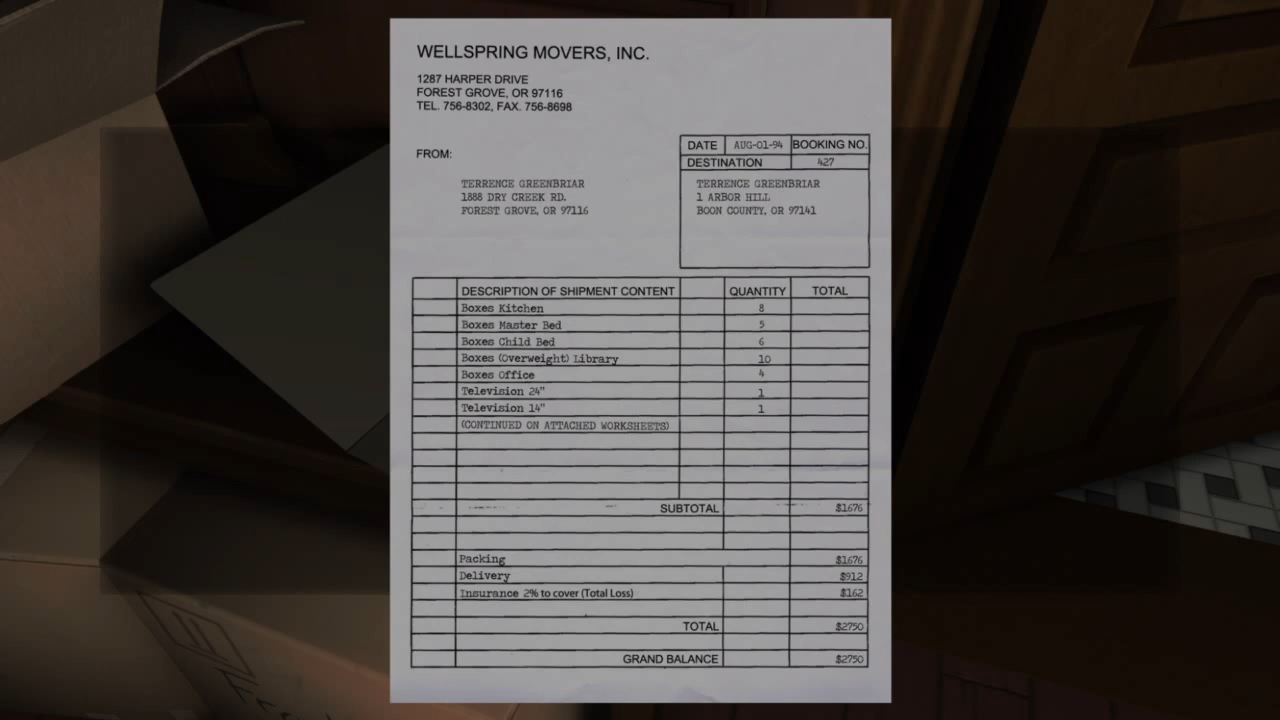 WELLSPRING MOVERS, INC.
1287 HARPER DRIVE
FOREST GROVE, OR 97116
TEL. 756-8302, FAX. 756-8698
DATE AUG-01-94 BOOKING NO.
FROM:
DESTINATION 427
TERRENCE GREENBRIAR
1888 DRY CREEK RD.
FOREST GROVE, OR 97116
TERRENCE GREENBRIAR
1 ARBOR HILL
BOON COUNTY, OR 97141
DESCRIPTION OF SHIPMENT CONTENT QUANTITY TOTAL
Boxes Kitchen 8
Boxes Master Bed 5
Boxes Child Bed 6
Boxes (Overweight) Library 10
Boxes Office 4
Television 24" 1
Television 14" 1
(CONTINUED ON ATTACHED WORKSHEETS)
SUBTOTAL $1676
Packing $1676
Delivery $912
Insurance 2% to cover (Total Loss) $162
TOTAL $2750
GRAND BALANCE $2750